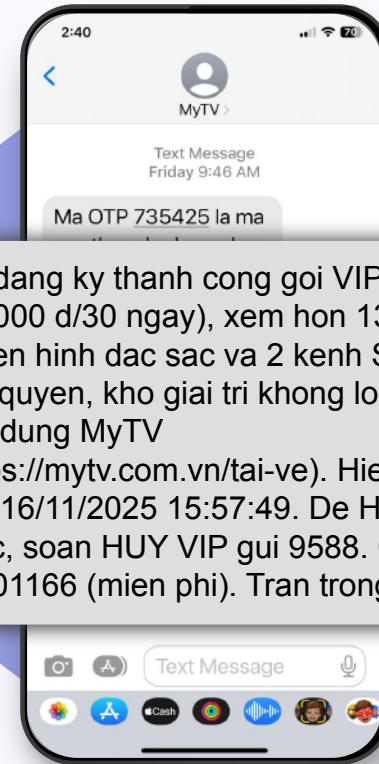 2:40
70
MyTV
Text Message
Friday 9:46 AM
Ma OTP 735425 la ma
dang ky thanh cong goi VIP
000 d/30 ngay), xem hon 13
en hinh dac sac va 2 kenh S
quyen, kho giai tri khong lo
dung MyTV
s://mytv.com.vn/tai-ve). Hie
16/11/2025 15:57:49. De H
c, soan HUY VIP gui 9588.
01166 (mien phi). Tran trong
Text Message
Cash